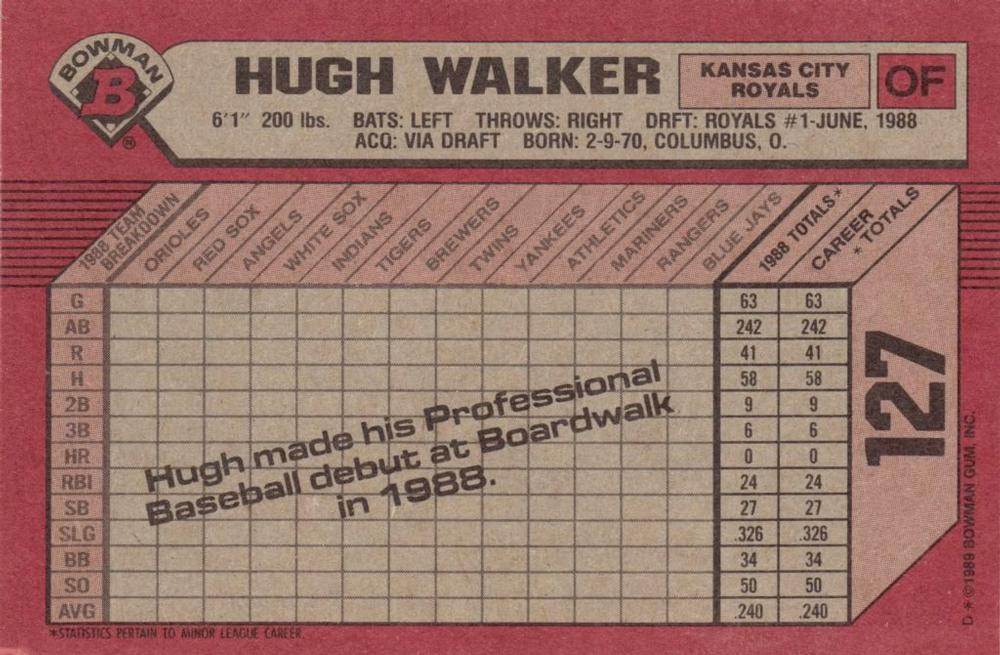 BOWMAN
B
®
HUGH WALKER
KANSAS CITY
ROYALS
OF
6'1" 200 lbs. BATS: LEFT THROWS: RIGHT DRFT: ROYALS #1-JUNE, 1988
ACQ: VIA DRAFT BORN: 2-9-70, COLUMBUS, O.
1988 TEAM
BREAKDOWN
ORIOLES
RED SOX
ANGELS
WHITE SOX
INDIANS
TIGERS
BREWERS
TWINS
YANKEES
ATHLETICS
MARINERS
RANGERS
BLUE JAYS
1988 TOTALS*
CAREER
* TOTALS
G 63 63
AB 242 242
R 41 41
H 58 58
2B 9 9
3B 6 6
HR 0 0
RBI 24 24
SB 27 27
SLG .326 .326
BB 34 34
SO 50 50
AVG .240 .240
Hugh made his Professional
Baseball debut at Boardwalk
in 1988.
127
D * ©1989 BOWMAN GUM, INC.
*STATISTICS PERTAIN TO MINOR LEAGUE CAREER.